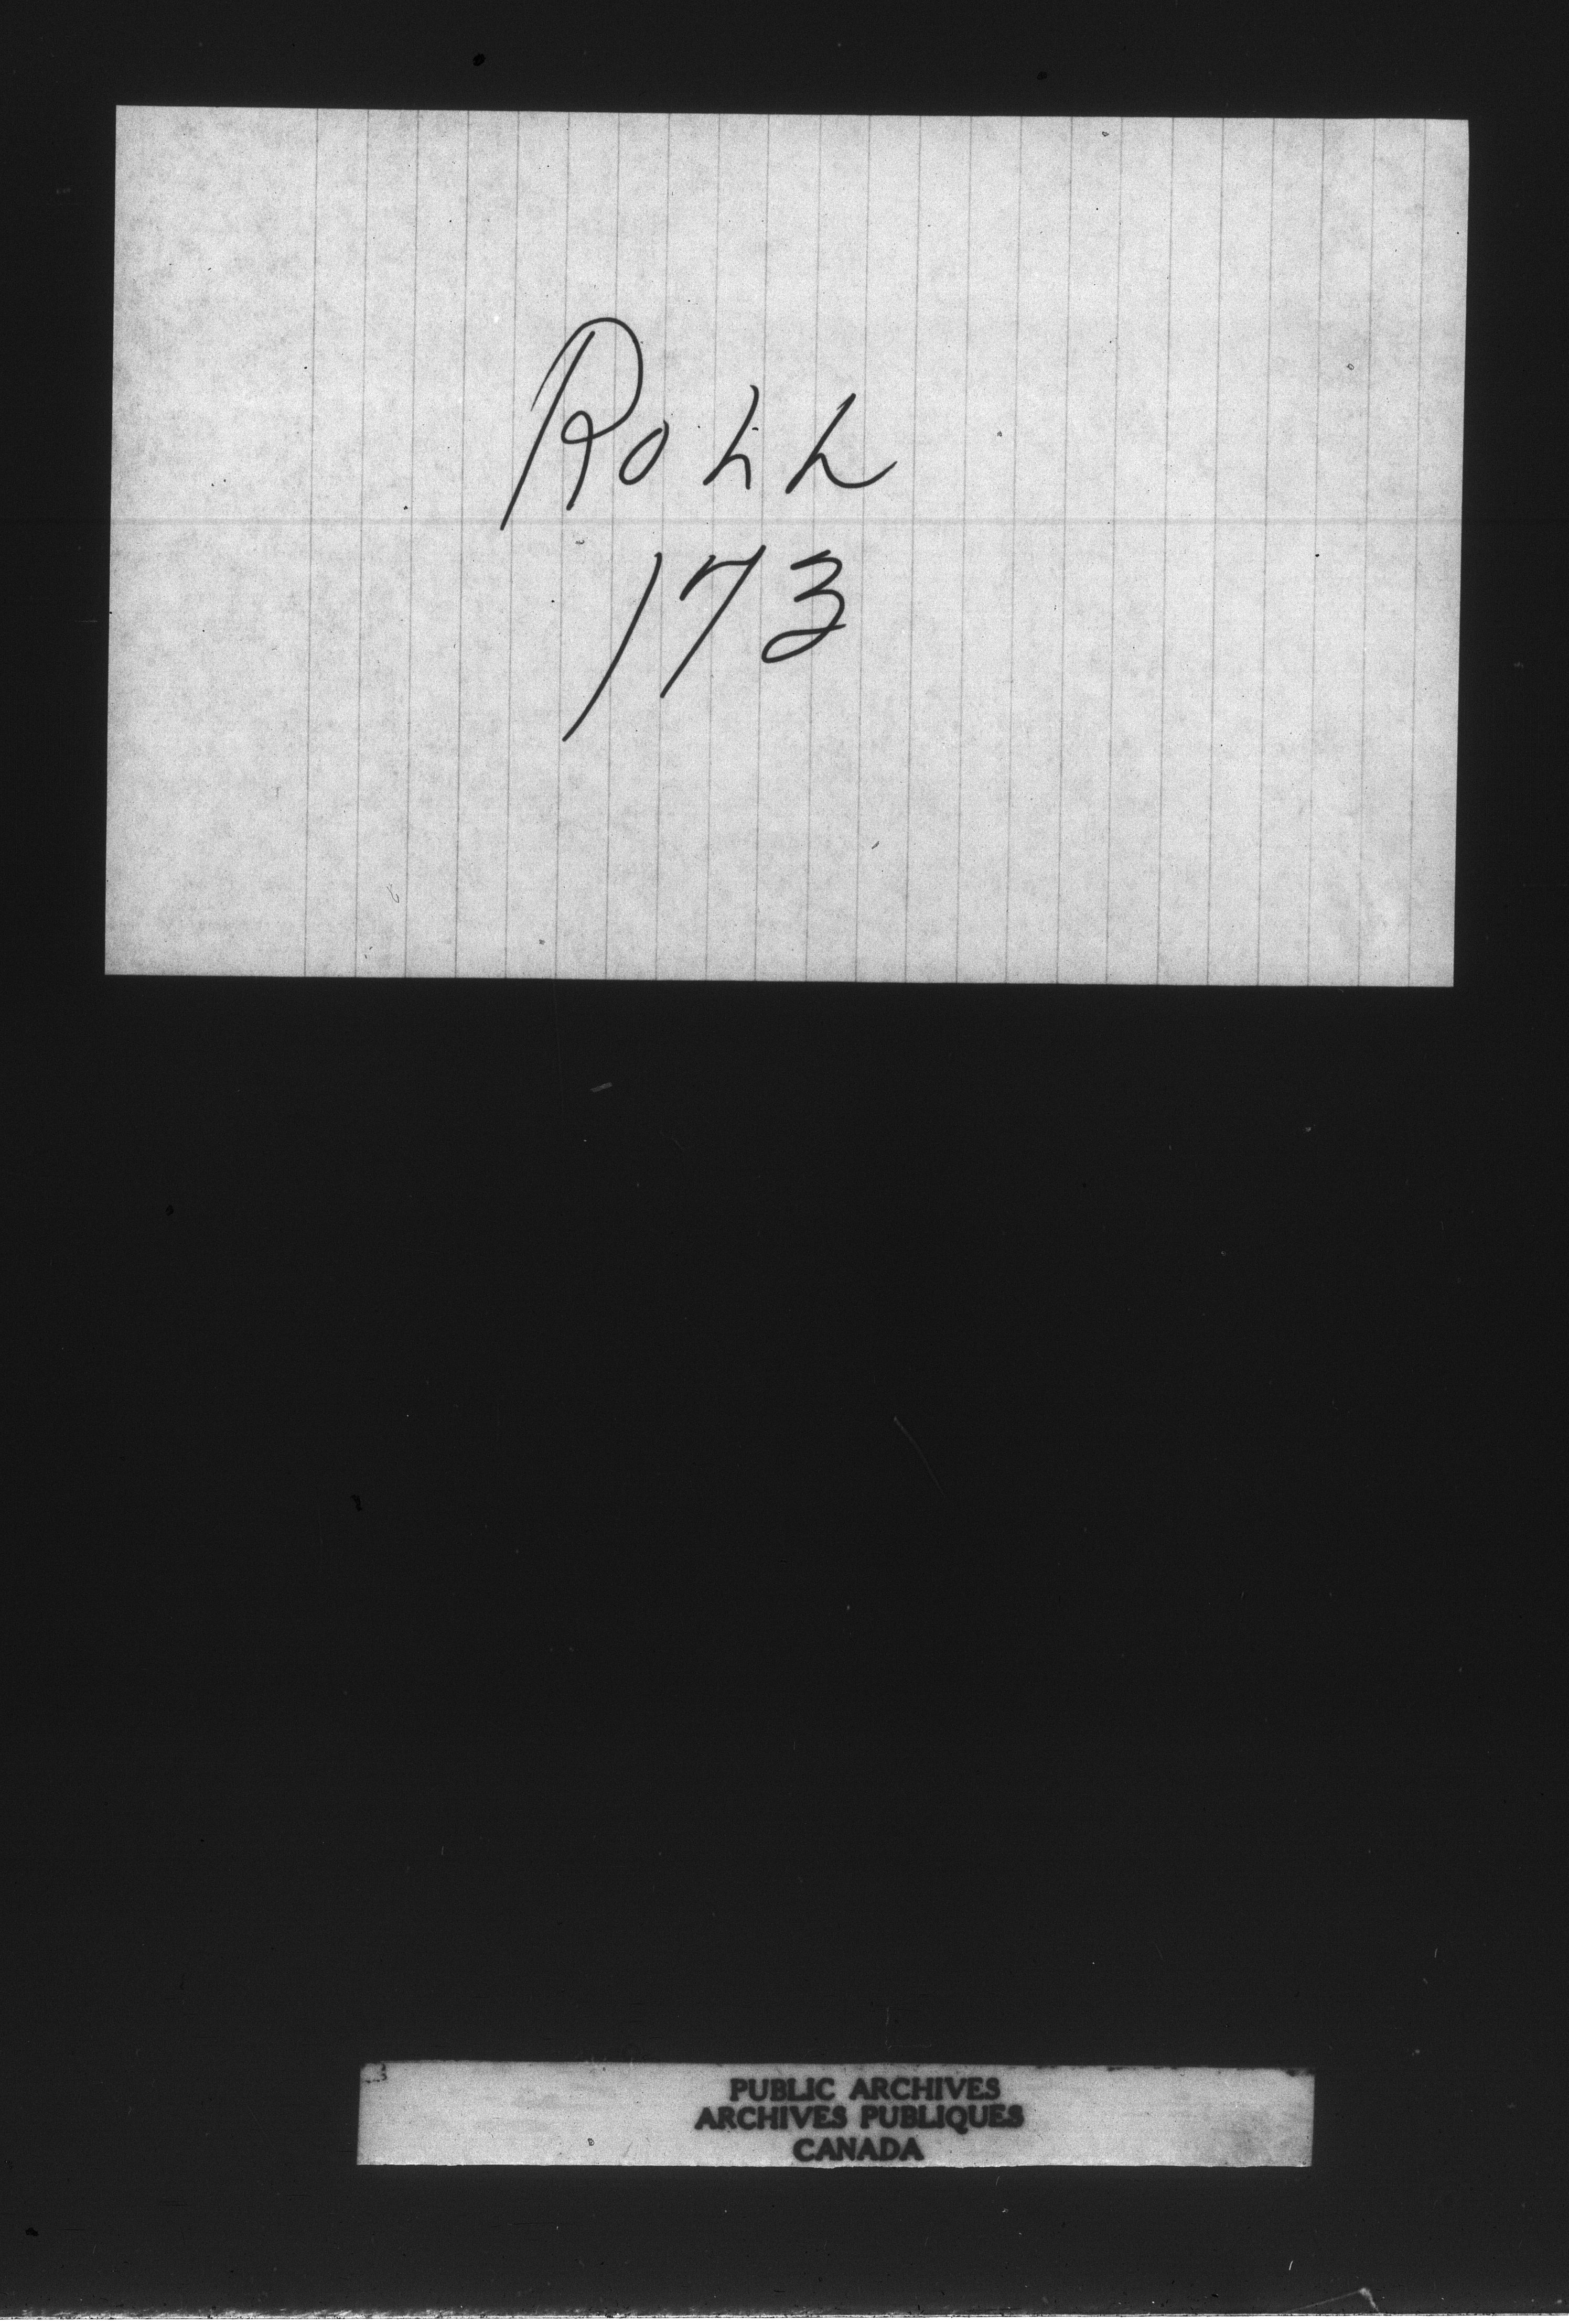 Roll
173
PUBLIC ARCHIVES
ARCHIVES PUBLIQUES
CANADA